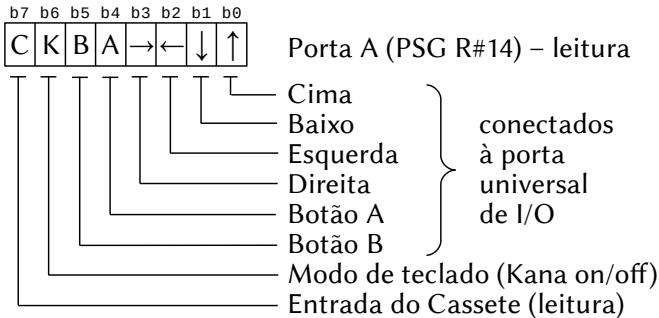 b7 b6 b5 b4 b3 b2 b1 b0
C K B A → ← ↓ ↑ Porta A (PSG R#14) – leitura
Cima
Baixo conectados
Esquerda à porta
Direita universal
Botão A de I/O
Botão B
Modo de teclado (Kana on/off)
Entrada do Cassete (leitura)